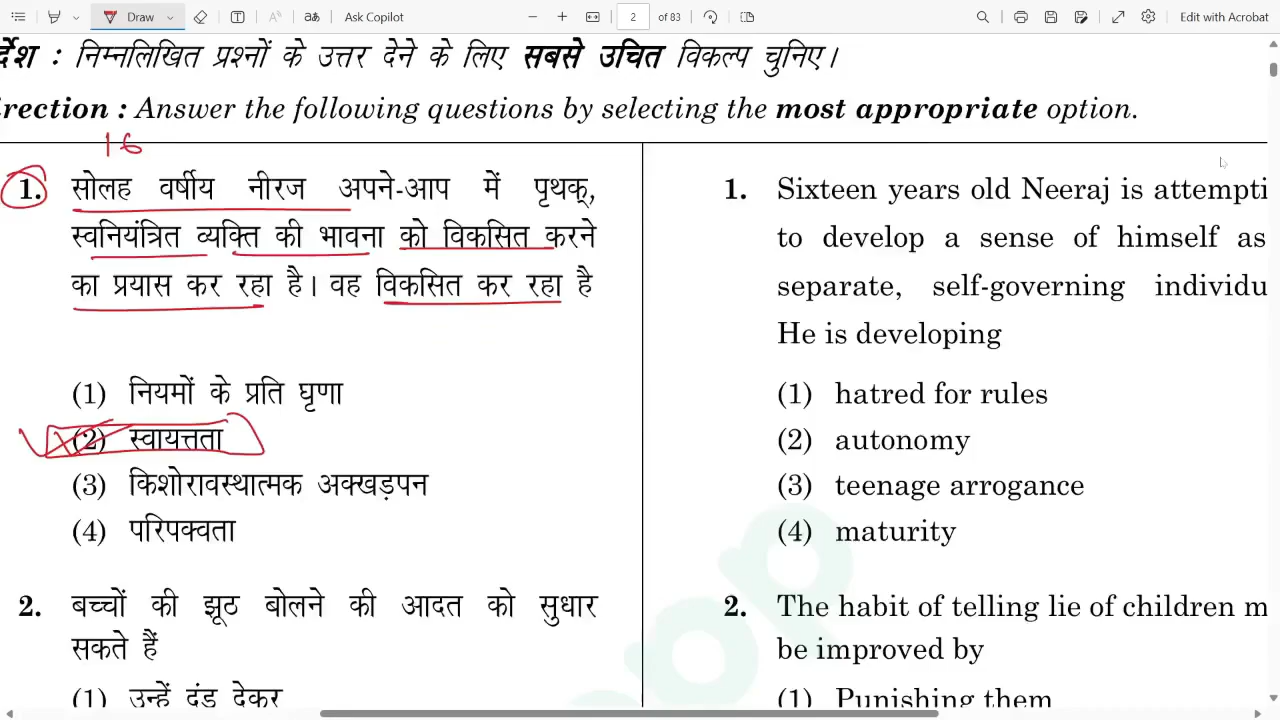 Draw
Ask Copilot
2 of 83
Edit with Acrobat
र्देश : निम्नलिखित प्रश्नों के उत्तर देने के लिए सबसे उचित विकल्प चुनिए।
irection : Answer the following questions by selecting the most appropriate option.
16
1. सोलह वर्षीय नीरज अपने-आप में पृथक्,
स्वनियंत्रित व्यक्ति की भावना को विकसित करने
का प्रयास कर रहा है। वह विकसित कर रहा है
(1) नियमों के प्रति घृणा
(2) स्वायत्तता
(3) किशोरावस्थात्मक अक्खड़पन
(4) परिपक्वता
2. बच्चों की झूठ बोलने की आदत को सुधार
सकते हैं
(1) उन्हें दंड देकर
1. Sixteen years old Neeraj is attempti
to develop a sense of himself as
separate, self-governing individu
He is developing
(1) hatred for rules
(2) autonomy
(3) teenage arrogance
(4) maturity
2. The habit of telling lie of children m
be improved by
(1) Punishing them